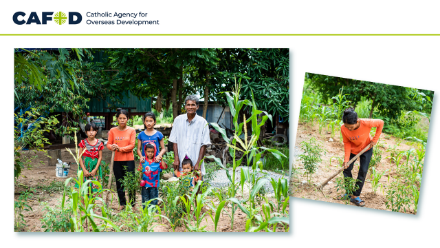 CAFOD
Catholic Agency for
Overseas Development